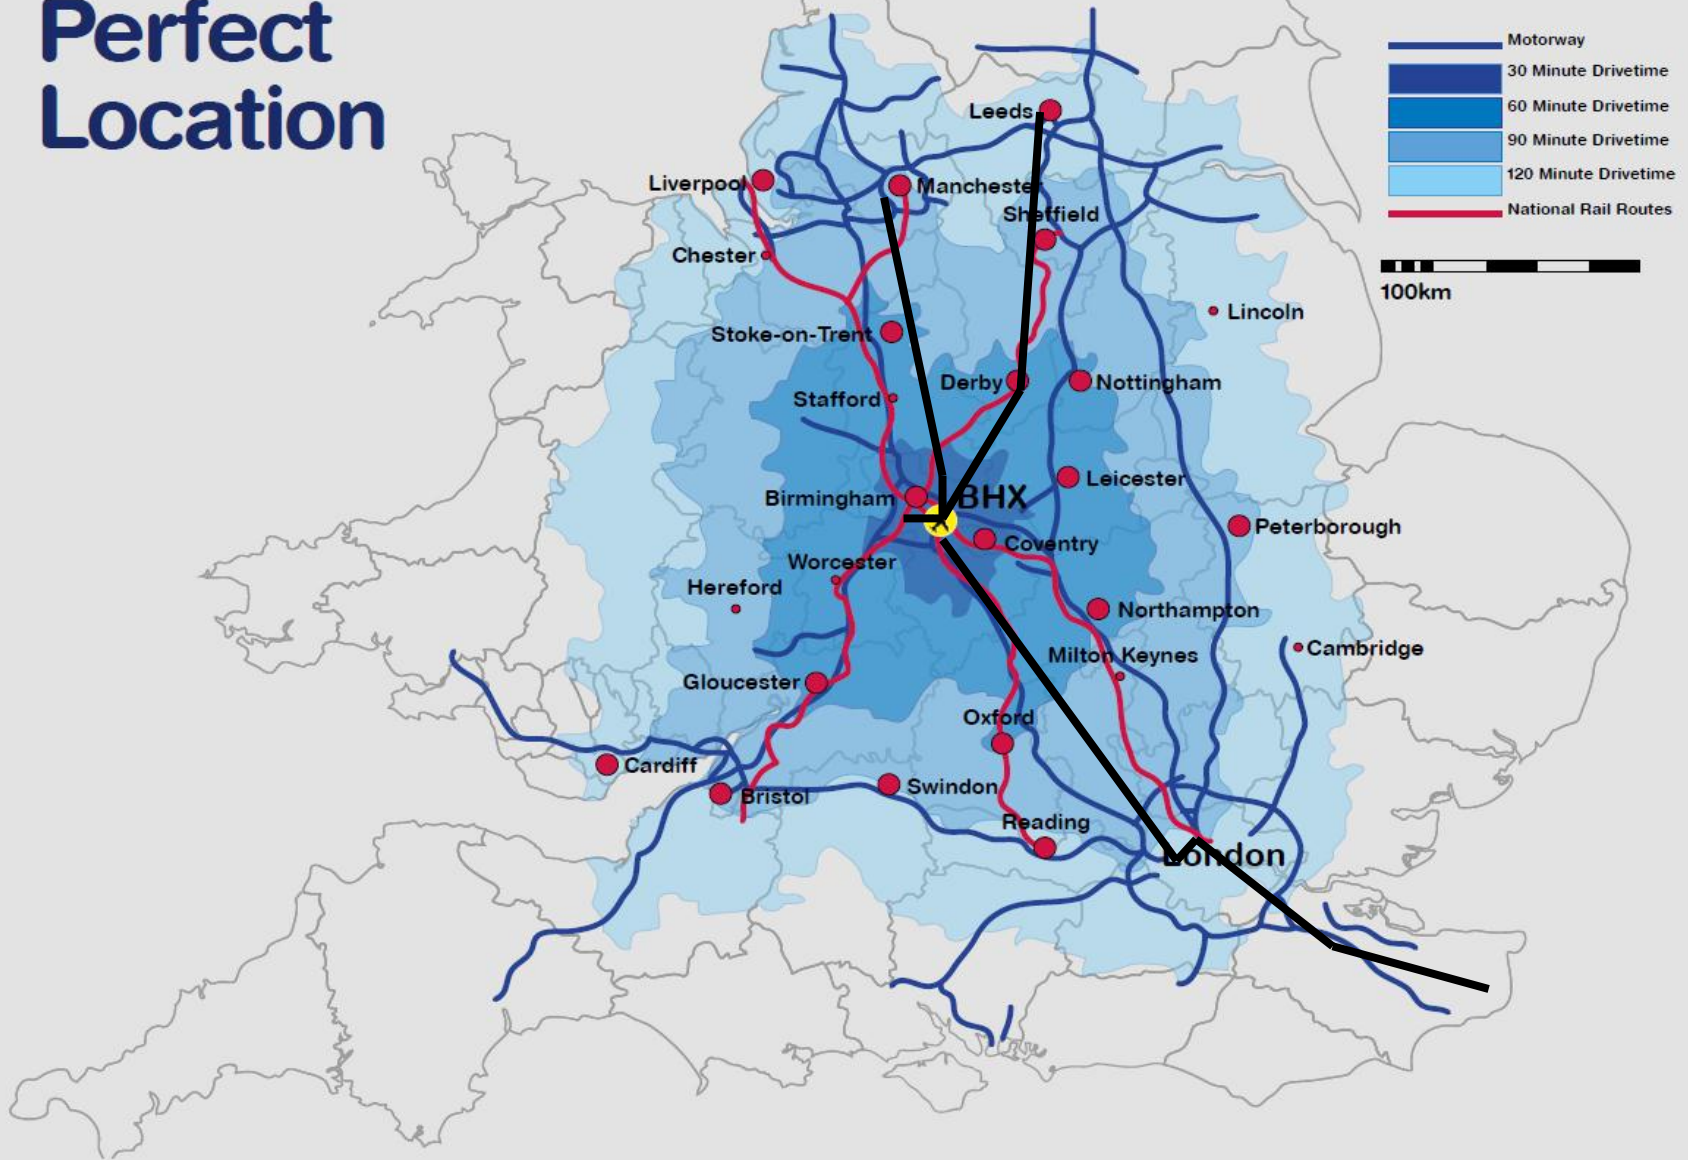 Perfect
Location
Motorway
30 Minute Drivetime
60 Minute Drivetime
90 Minute Drivetime
120 Minute Drivetime
National Rail Routes
100km
Leeds
Liverpool
Manchester
Sheffield
Chester
Lincoln
Stoke-on-Trent
Derby
Nottingham
Stafford
Leicester
Birmingham
BHX
Peterborough
Coventry
Worcester
Hereford
Northampton
Cambridge
Milton Keynes
Gloucester
Oxford
Cardiff
Swindon
Bristol
Reading
London